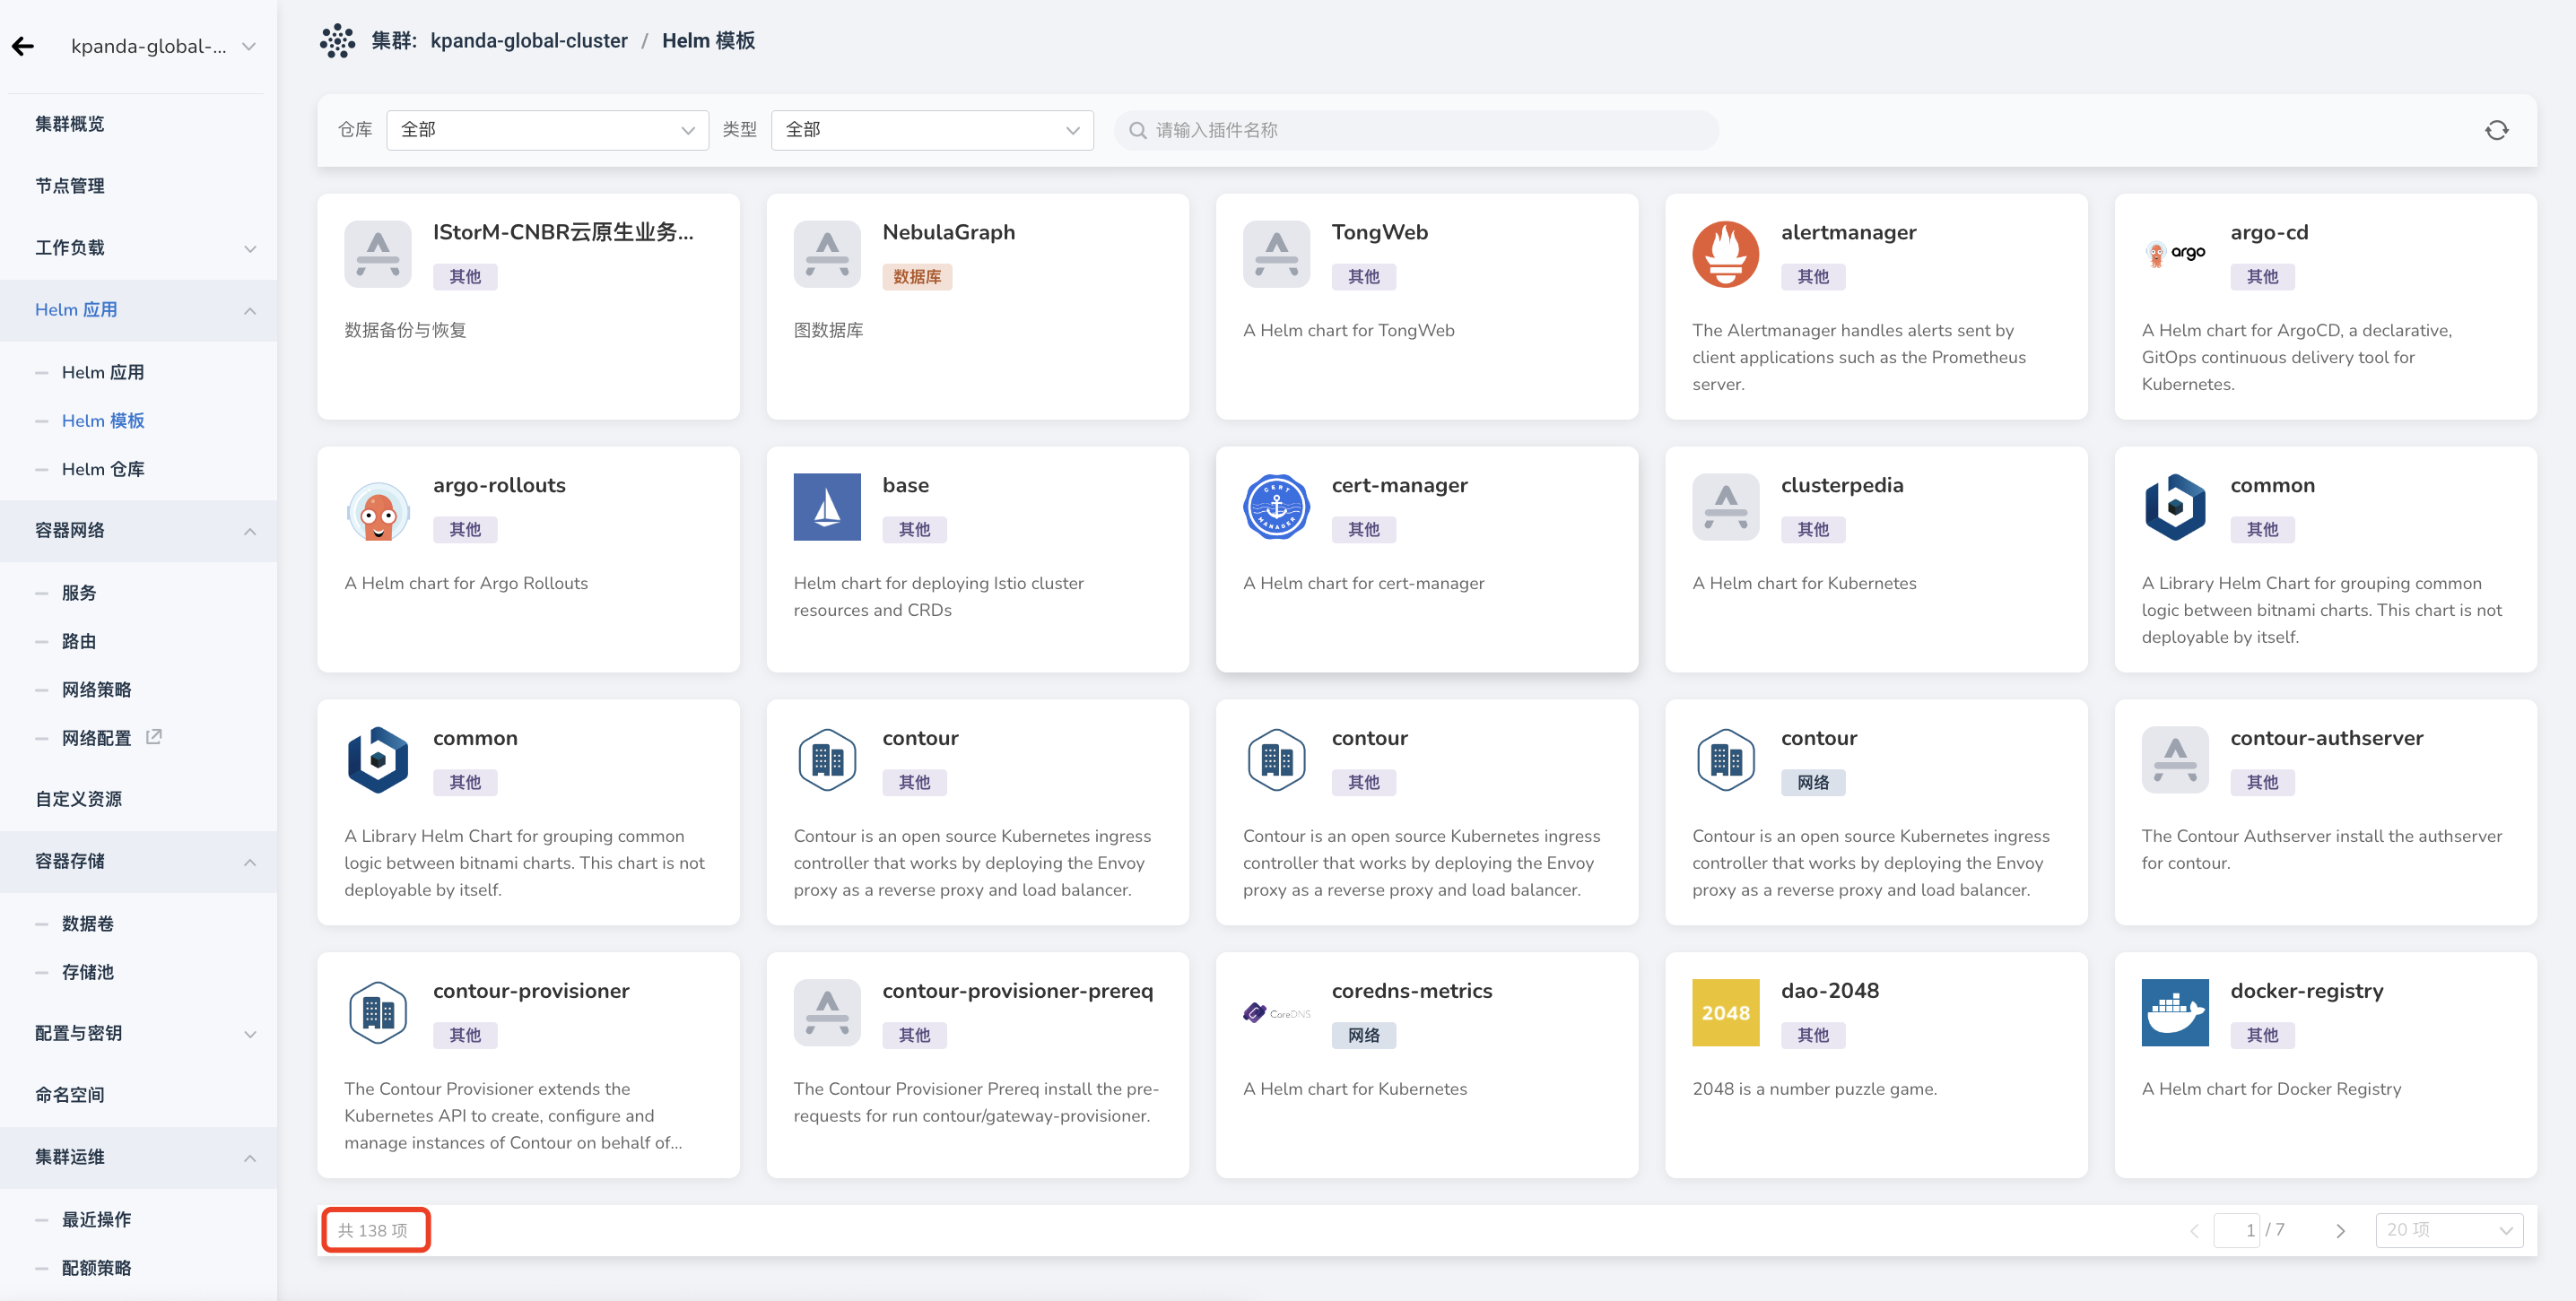 kpanda-global-...
集群概览
节点管理
工作负载
Helm 应用
Helm 应用
Helm 模板
Helm 仓库
容器网络
服务
路由
网络策略
网络配置
自定义资源
容器存储
数据卷
存储池
配置与密钥
命名空间
集群运维
最近操作
配额策略
集群: kpanda-global-cluster / Helm 模板
仓库 全部 类型 全部 请输入插件名称
IStorM-CNBR云原生业务...
其他
数据备份与恢复
NebulaGraph
数据库
图数据库
TongWeb
其他
A Helm chart for TongWeb
alertmanager
其他
The Alertmanager handles alerts sent by
client applications such as the Prometheus
server.
argo
argo-cd
其他
A Helm chart for ArgoCD, a declarative,
GitOps continuous delivery tool for
Kubernetes.
argo-rollouts
其他
A Helm chart for Argo Rollouts
base
其他
Helm chart for deploying Istio cluster
resources and CRDs
CERT
MANAGER
cert-manager
其他
A Helm chart for cert-manager
clusterpedia
其他
A Helm chart for Kubernetes
common
其他
A Library Helm Chart for grouping common
logic between bitnami charts. This chart is not
deployable by itself.
common
其他
A Library Helm Chart for grouping common
logic between bitnami charts. This chart is not
deployable by itself.
contour
其他
Contour is an open source Kubernetes ingress
controller that works by deploying the Envoy
proxy as a reverse proxy and load balancer.
contour
其他
Contour is an open source Kubernetes ingress
controller that works by deploying the Envoy
proxy as a reverse proxy and load balancer.
contour
网络
Contour is an open source Kubernetes ingress
controller that works by deploying the Envoy
proxy as a reverse proxy and load balancer.
contour-authserver
其他
The Contour Authserver install the authserver
for contour.
contour-provisioner
其他
The Contour Provisioner extends the
Kubernetes API to create, configure and
manage instances of Contour on behalf of...
contour-provisioner-prereq
其他
The Contour Provisioner Prereq install the pre-
requests for run contour/gateway-provisioner.
CoreDNS
coredns-metrics
网络
A Helm chart for Kubernetes
2048
dao-2048
其他
2048 is a number puzzle game.
docker-registry
其他
A Helm chart for Docker Registry
共 138 项
1 / 7
20 项